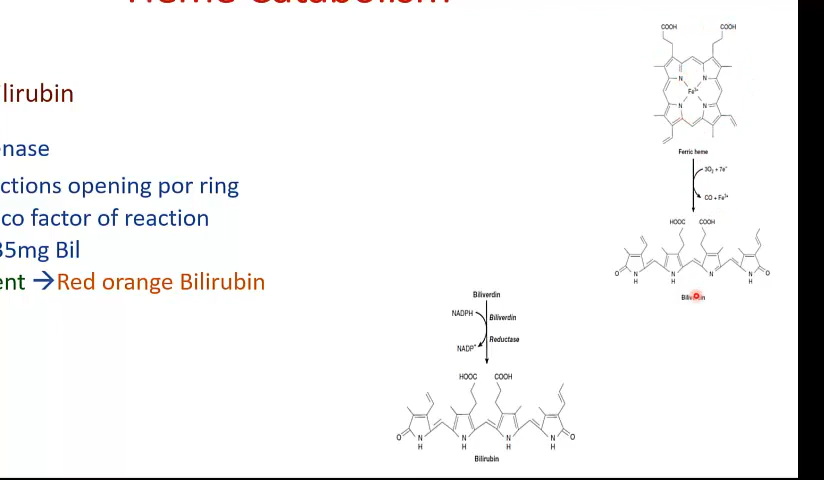 Heme Catabolism
lirubin
nase
ctions opening por ring
co factor of reaction
35mg Bil
ent →Red orange Bilirubin
COOH COOH
N N
Fe³⁺
N N
Ferric heme
3O₂ + 7e⁻
CO + Fe³⁺
HOOC COOH
O N N N N O
H H H
Biliverdin
NADPH Biliverdin
Reductase
NADP⁺
HOOC COOH
O N N N N O
H H H H
Bilirubin